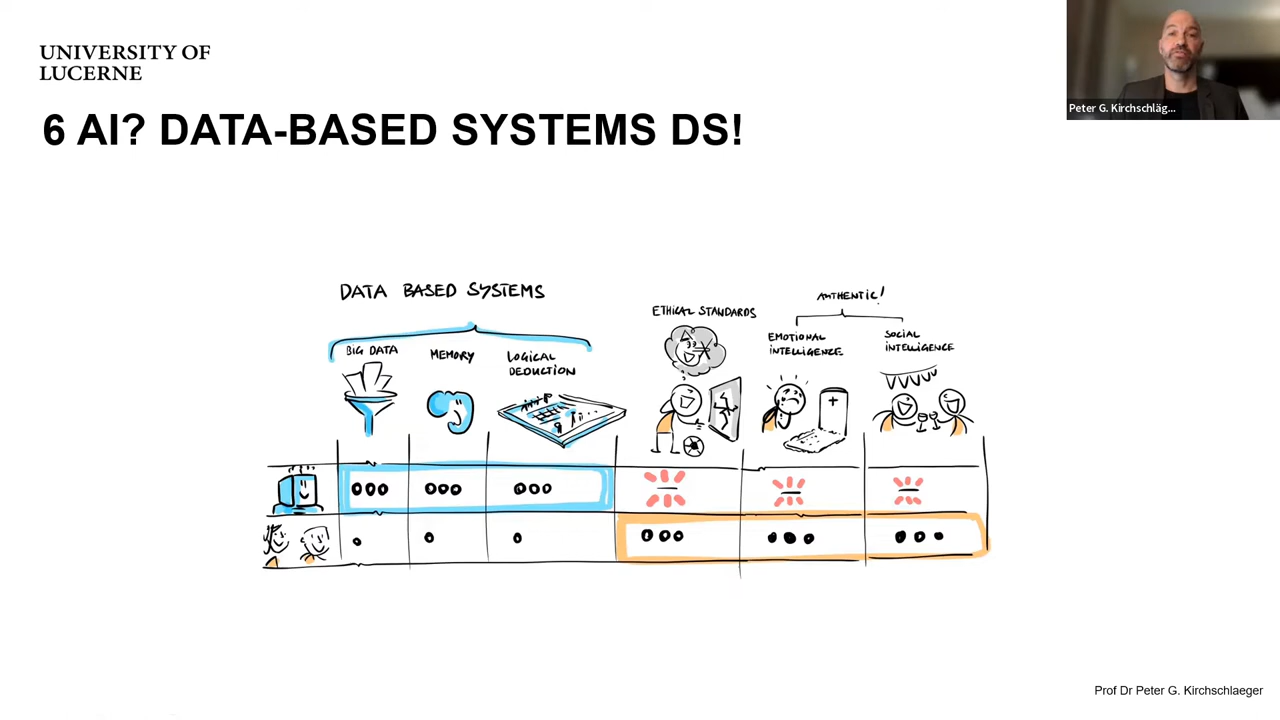 UNIVERSITY OF
LUCERNE
Peter G. Kirchschläg...
6 AI? DATA-BASED SYSTEMS DS!
DATA BASED SYSTEMS
BIG DATA
MEMORY
LOGICAL
DEDUCTION
ETHICAL STANDARDS
AUTHENTIC!
EMOTIONAL
INTELLIGENCE
SOCIAL
INTELLIGENCE
Prof Dr Peter G. Kirchschlaeger